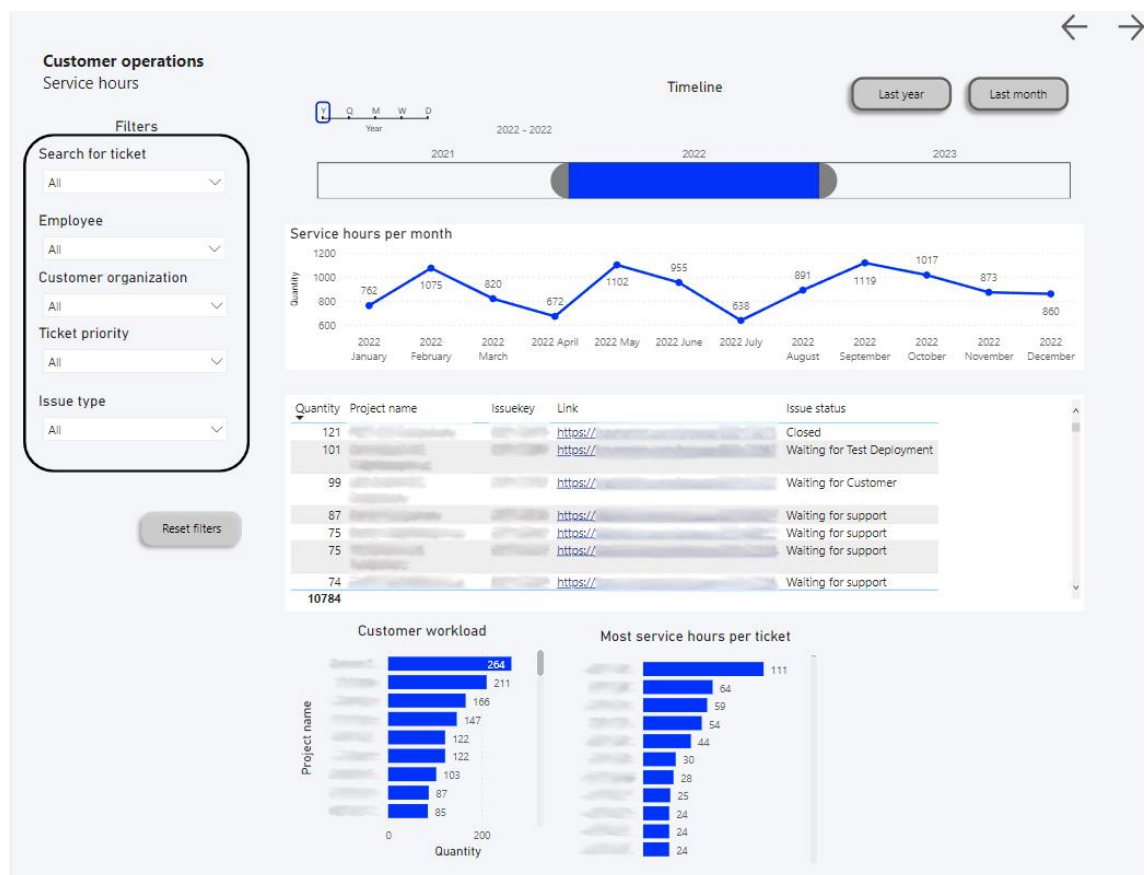 Customer operations
Service hours
Filters
Search for ticket
All
Employee
All
Customer organization
All
Ticket priority
All
Issue type
All
Reset filters
Timeline
Last year
Last month
Y Q M W D
Year
2022 - 2022
2021 2022 2023
Service hours per month
Quantity
1200
1000
800
600
762 1075 820 672 1102 955 638 891 1119 1017 873 860
2022 January
2022 February
2022 March
2022 April
2022 May
2022 June
2022 July
2022 August
2022 September
2022 October
2022 November
2022 December
Quantity Project name Issuekey Link Issue status
121 https:// Closed
101 https:// Waiting for Test Deployment
99 https:// Waiting for Customer
87 https:// Waiting for support
75 https:// Waiting for support
75 https:// Waiting for support
74 https:// Waiting for support
10784
Customer workload
Project name
264
211
166
147
122
122
103
87
85
0 200
Quantity
Most service hours per ticket
111
64
59
54
44
30
28
25
24
24
24